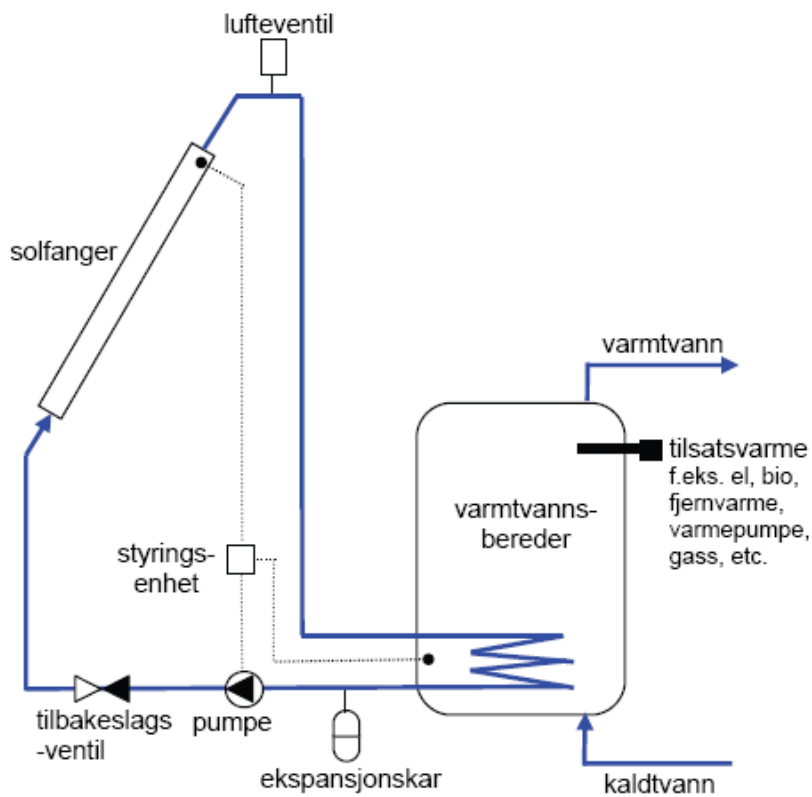 lufteventil
solfanger
varmtvann
tilsatsvarme
f.eks. el, bio,
fjernvarme,
varmepumpe,
gass, etc.
varmtvanns-
bereder
styrings-
enhet
tilbakeslags
-ventil
pumpe
ekspansjonskar
kaldtvann